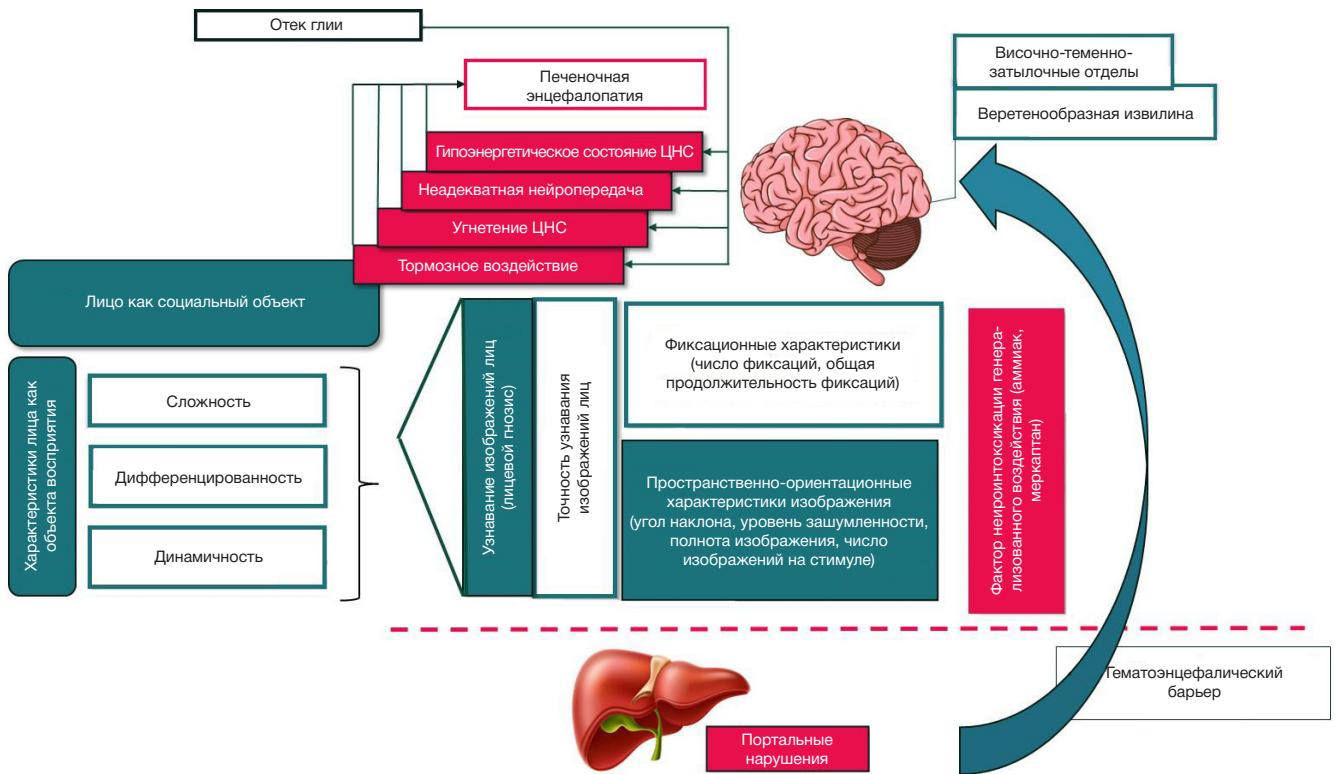 Отек глии
Печеночная
энцефалопатия
Гипоэнергетическое состояние ЦНС
Неадекватная нейропередача
Угнетение ЦНС
Тормозное воздействие
Височно-теменно-
затылочные отделы
Веретенообразная извилина
Лицо как социальный объект
Характеристики лица как
объекта восприятия
Сложность
Дифференцированность
Динамичность
Узнавание изображений лиц
(лицевой гнозис)
Точность узнавания
изображений лиц
Фиксационные характеристики
(число фиксаций, общая
продолжительность фиксаций)
Пространственно-ориентационные
характеристики изображения
(угол наклона, уровень зашумленности,
полнота изображения, число
изображений на стимуле)
Фактор нейроинтоксикации генера-
лизованного воздействия (аммиак,
меркаптан)
Гематоэнцефалический
барьер
Портальные
нарушения